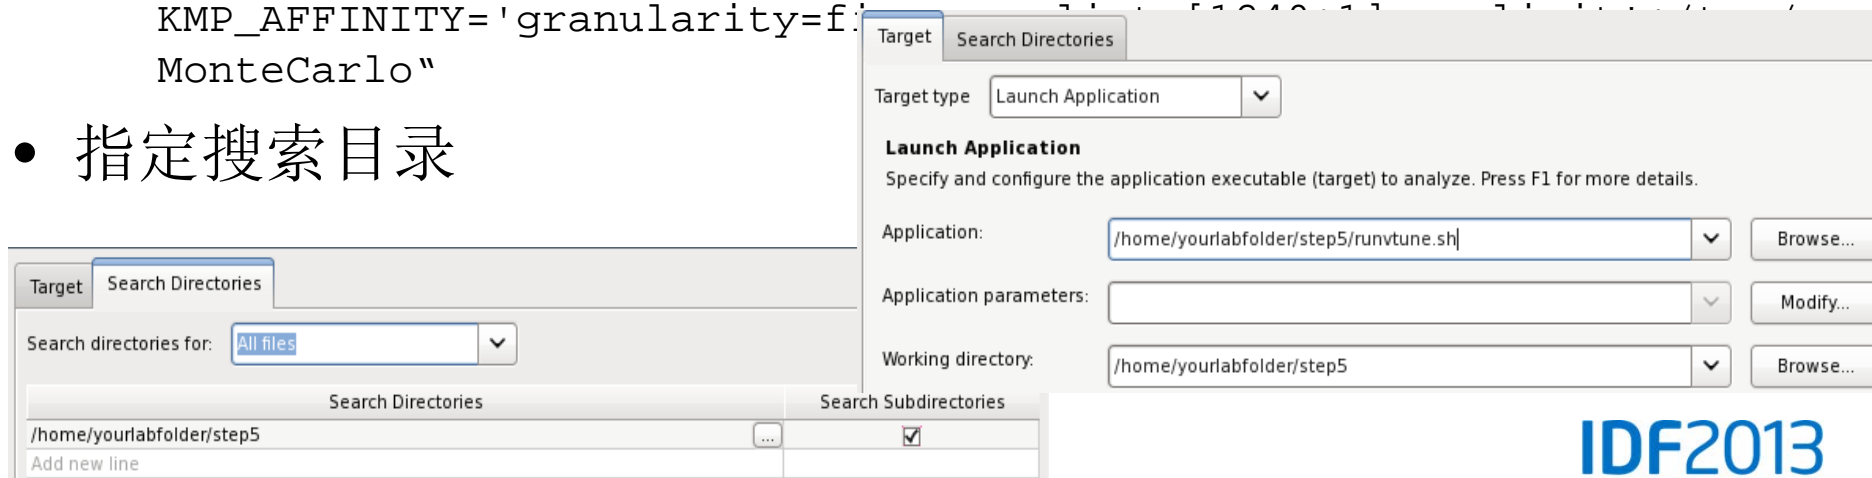 KMP_AFFINITY='granularity=fi
MonteCarlo“
• 指定搜索目录
Target Search Directories
Target type Launch Application
Launch Application
Specify and configure the application executable (target) to analyze. Press F1 for more details.
Application: /home/yourlabfolder/step5/runvtune.sh Browse...
Application parameters: Modify...
Working directory: /home/yourlabfolder/step5 Browse...
Target Search Directories
Search directories for: All files
Search Directories Search Subdirectories
/home/yourlabfolder/step5 ...
Add new line
IDF2013